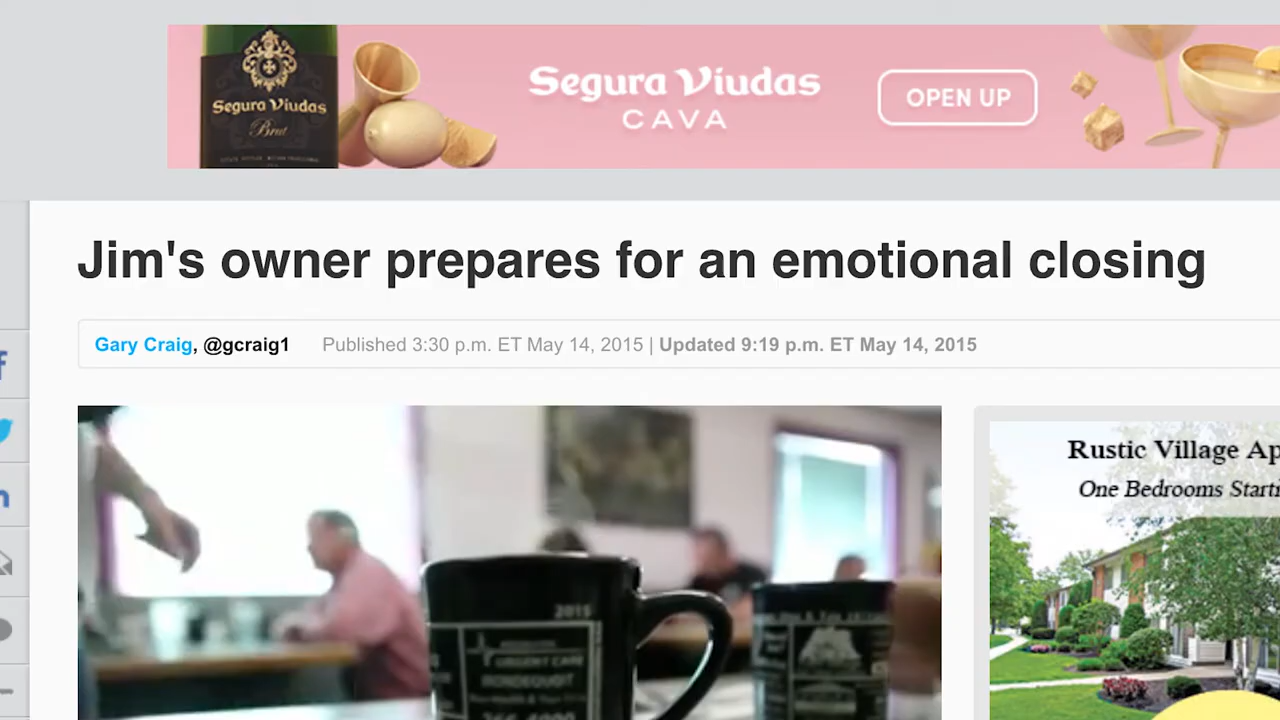 Segura Viudas
Brut
Segura Viudas
CAVA
OPEN UP
Jim's owner prepares for an emotional closing
Gary Craig, @gcraig1 Published 3:30 p.m. ET May 14, 2015 | Updated 9:19 p.m. ET May 14, 2015
2015
URGENT CARE
IRONDEQUOIT
Rustic Village Ap
One Bedrooms Starti